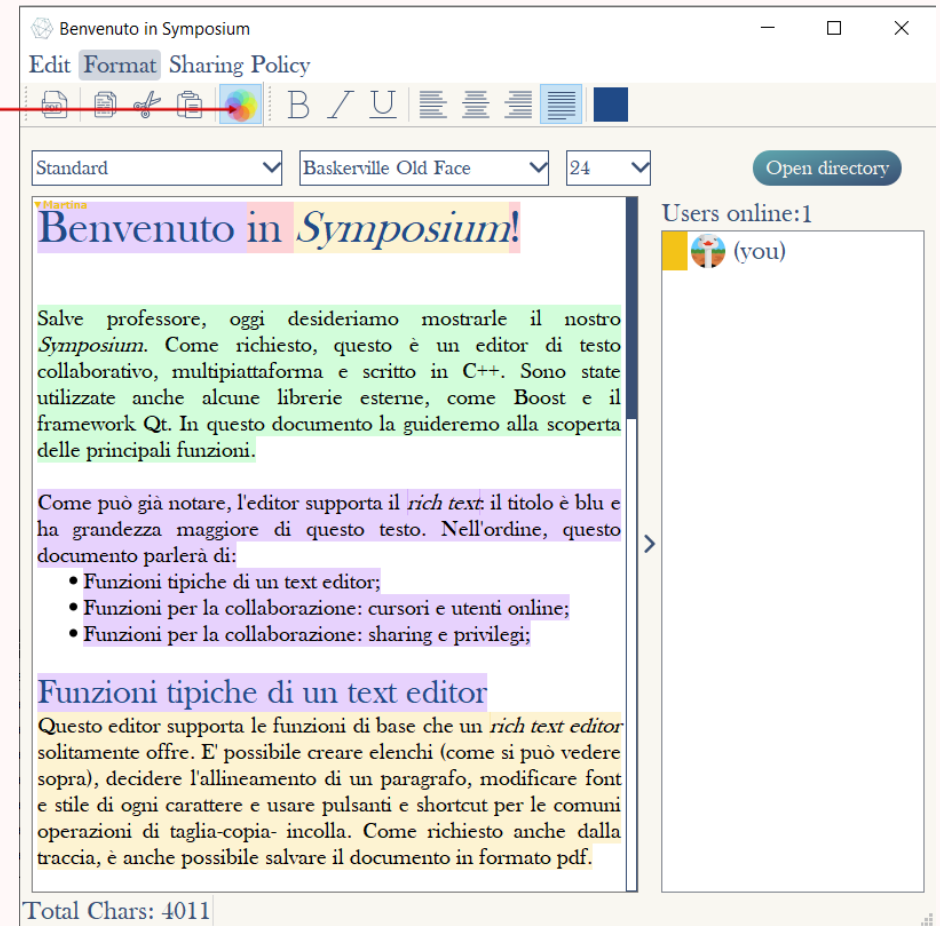 Benvenuto in Symposium
Edit Format Sharing Policy
PDF
B I U
Standard
Baskerville Old Face
24
Open directory
Martina
Benvenuto in Symposium!
Users online:1
(you)
Salve professore, oggi desideriamo mostrarle il nostro
Symposium. Come richiesto, questo è un editor di testo
collaborativo, multipiattaforma e scritto in C++. Sono state
utilizzate anche alcune librerie esterne, come Boost e il
framework Qt. In questo documento la guideremo alla scoperta
delle principali funzioni.
Come può già notare, l'editor supporta il rich text: il titolo è blu e
ha grandezza maggiore di questo testo. Nell'ordine, questo
documento parlerà di:
• Funzioni tipiche di un text editor;
• Funzioni per la collaborazione: cursori e utenti online;
• Funzioni per la collaborazione: sharing e privilegi;
Funzioni tipiche di un text editor
Questo editor supporta le funzioni di base che un rich text editor
solitamente offre. E' possibile creare elenchi (come si può vedere
sopra), decidere l'allineamento di un paragrafo, modificare font
e stile di ogni carattere e usare pulsanti e shortcut per le comuni
operazioni di taglia-copia- incolla. Come richiesto anche dalla
traccia, è anche possibile salvare il documento in formato pdf.
Total Chars: 4011